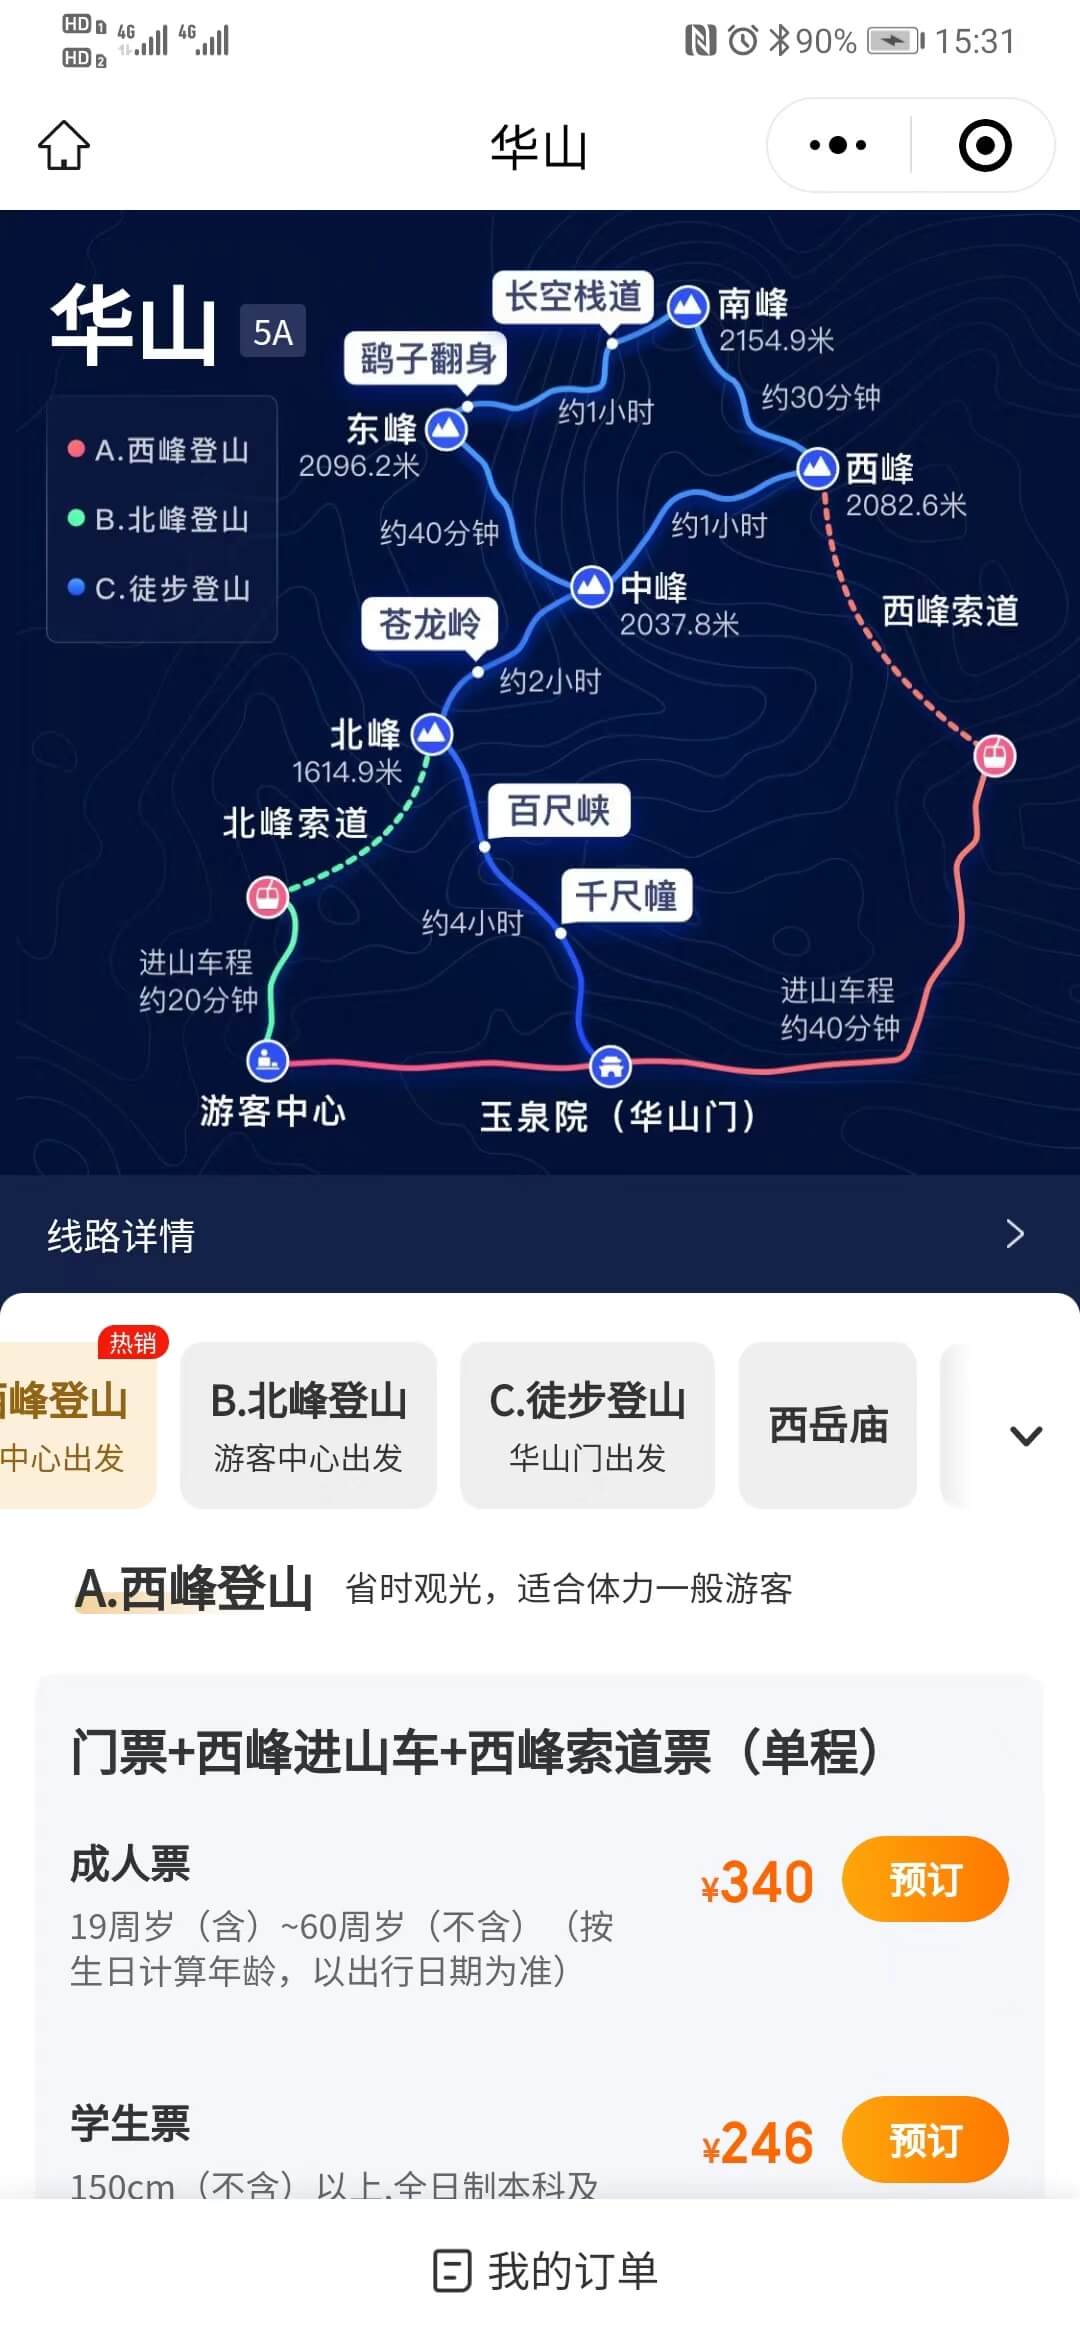 HD 1 4G 4G 90% 15:31
HD 2
华山
华山 5A
A.西峰登山
B.北峰登山
C.徒步登山
长空栈道
南峰
2154.9米
鹞子翻身
约30分钟
约1小时
东峰
2096.2米
西峰
2082.6米
约40分钟
约1小时
中峰
2037.8米
西峰索道
苍龙岭
约2小时
北峰
1614.9米
北峰索道
百尺峡
千尺幢
约4小时
进山车程
约20分钟
进山车程
约40分钟
游客中心
玉泉院（华山门）
线路详情
热销
峰登山
中心出发
B.北峰登山
游客中心出发
C.徒步登山
华山门出发
西岳庙
A.西峰登山 省时观光，适合体力一般游客
门票+西峰进山车+西峰索道票（单程）
成人票
¥340 预订
19周岁（含）~60周岁（不含）（按
生日计算年龄，以出行日期为准）
学生票
¥246 预订
150cm（不含）以上,全日制本科及
我的订单